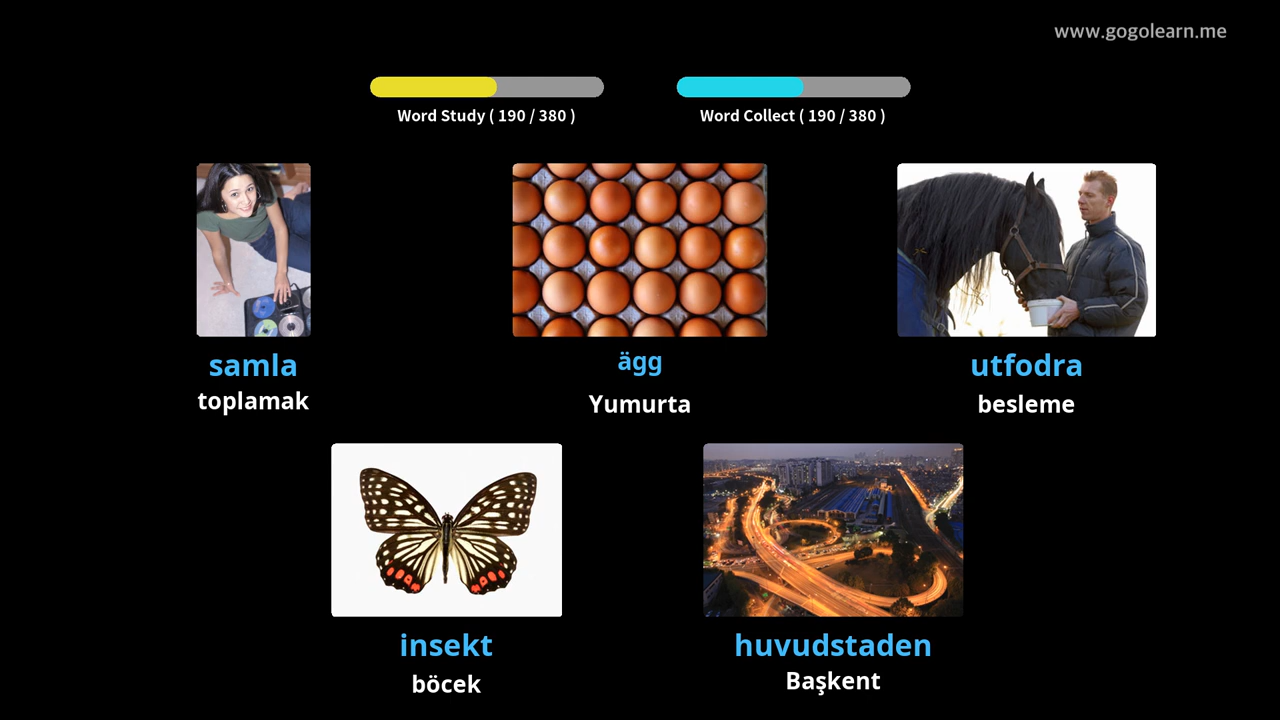 www.gogolearn.me
Word Study ( 190 / 380 )
Word Collect ( 190 / 380 )
samla
toplamak
ägg
Yumurta
utfodra
besleme
insekt
böcek
huvudstaden
Başkent